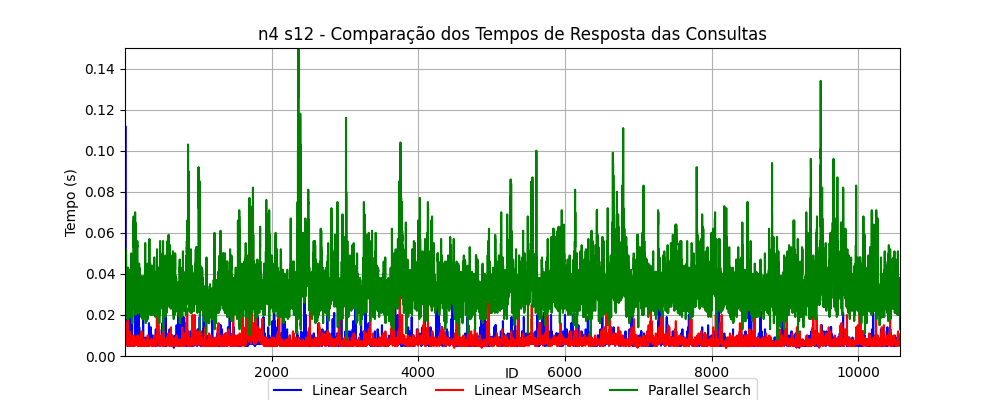 n4 s12 - Comparação dos Tempos de Resposta das Consultas
Tempo (s)
0.14
0.12
0.10
0.08
0.06
0.04
0.02
0.00
2000 4000 6000 8000 10000
ID
Linear Search Linear MSearch Parallel Search